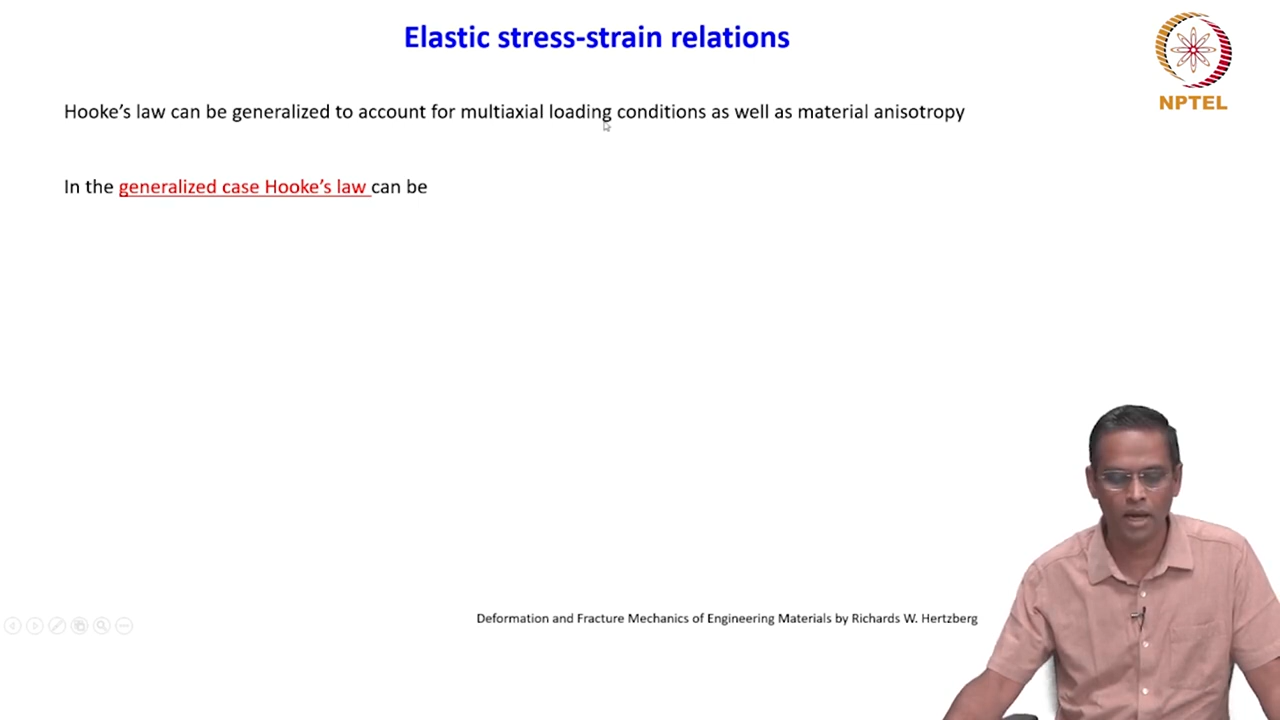 Elastic stress-strain relations
NPTEL
Hooke's law can be generalized to account for multiaxial loading conditions as well as material anisotropy
In the generalized case Hooke's law can be
Deformation and Fracture Mechanics of Engineering Materials by Richards W. Hertzberg